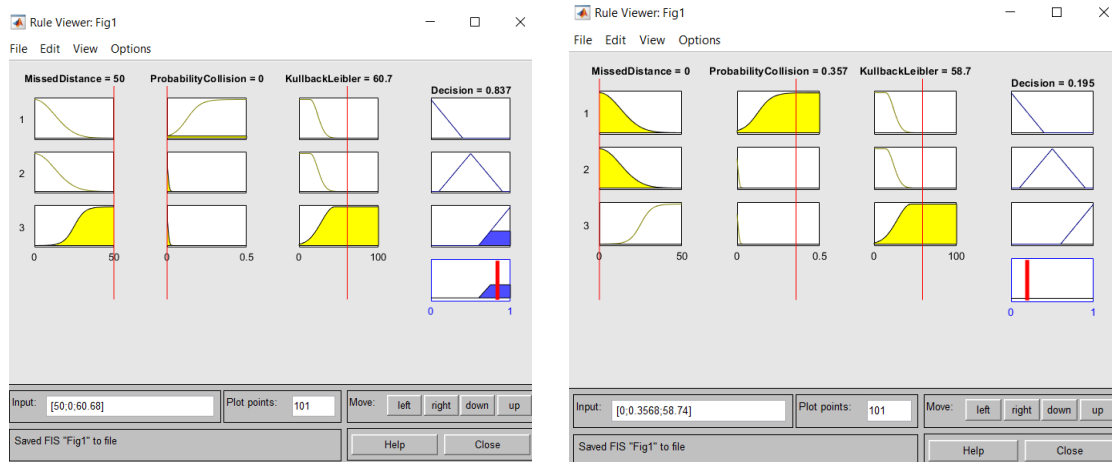 Rule Viewer: Fig1
File Edit View Options
MissedDistance = 50 ProbabilityCollision = 0 KullbackLeibler = 60.7
Decision = 0.837
1
2
3
0 50 0 0.5 0 100
0 1
Input: [50;0;60.68] Plot points: 101 Move: left right down up
Saved FIS "Fig1" to file Help Close
Rule Viewer: Fig1
File Edit View Options
MissedDistance = 0 ProbabilityCollision = 0.357 KullbackLeibler = 58.7
Decision = 0.195
1
2
3
0 50 0 0.5 0 100
0 1
Input: [0;0.3568;58.74] Plot points: 101 Move: left right down up
Saved FIS "Fig1" to file Help Close